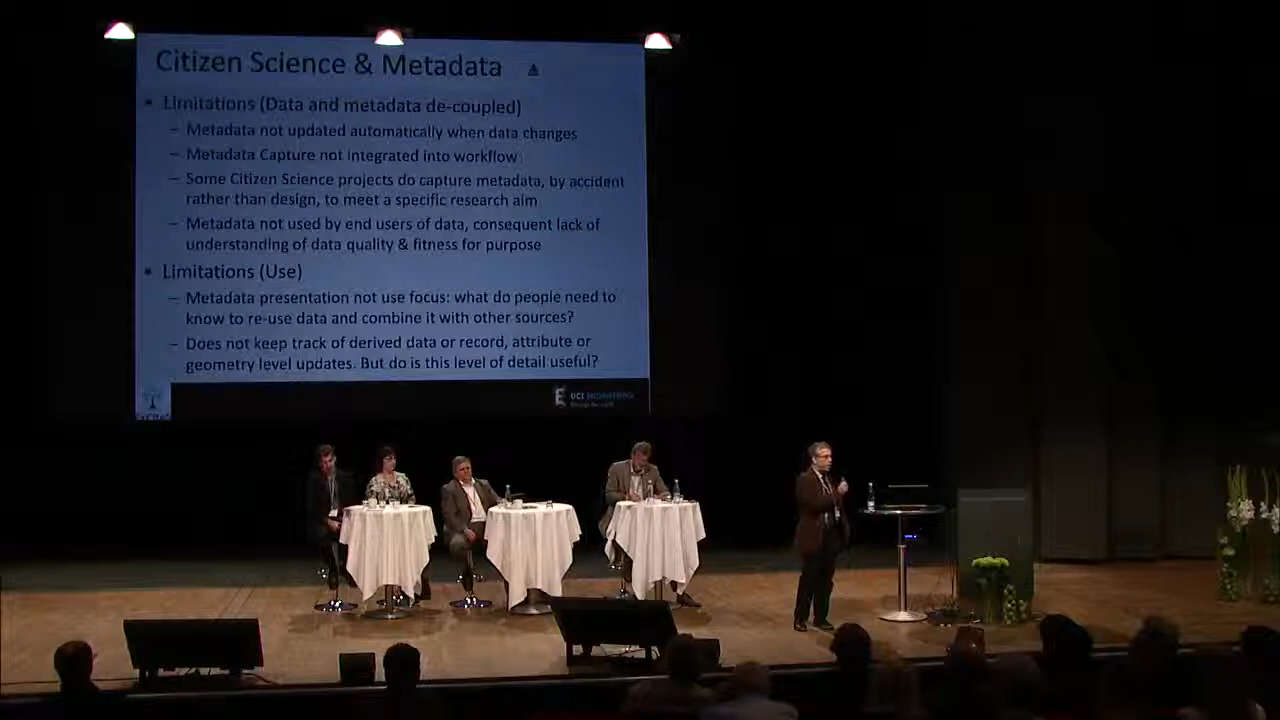 Citizen Science & Metadata
• Limitations (Data and metadata de-coupled)
– Metadata not updated automatically when data changes
– Metadata Capture not integrated into workflow
– Some Citizen Science projects do capture metadata, by accident
rather than design, to meet a specific research aim
– Metadata not used by end users of data, consequent lack of
understanding of data quality & fitness for purpose
• Limitations (Use)
– Metadata presentation not use focus: what do people need to
know to re-use data and combine it with other sources?
– Does not keep track of derived data or record, attribute or
geometry level updates. But do is this level of detail useful?
ENGINEERING